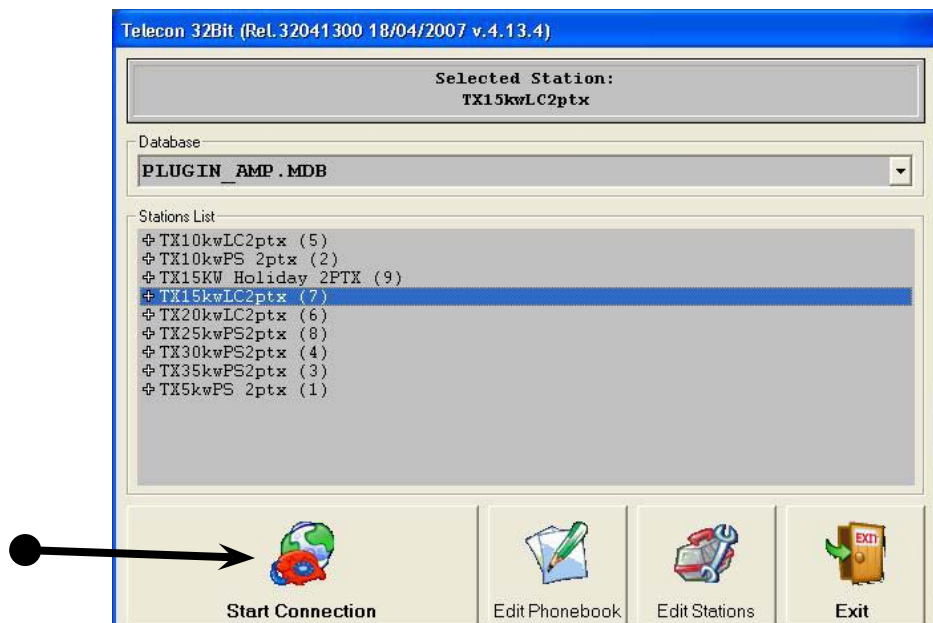 Telecon 32Bit (Rel.32041300 18/04/2007 v.4.13.4)
Selected Station:
TX15kwLC2ptx
Database
PLUGIN_AMP.MDB
Stations List
TX10kwLC2ptx (5)
TX10kwPS 2ptx (2)
TX15KW Holiday 2PTX (9)
TX15kwLC2ptx (7)
TX20kwLC2ptx (6)
TX25kwPS2ptx (8)
TX30kwPS2ptx (4)
TX35kwPS2ptx (3)
TX5kwPS 2ptx (1)
EXIT
Start Connection
Edit Phonebook
Edit Stations
Exit